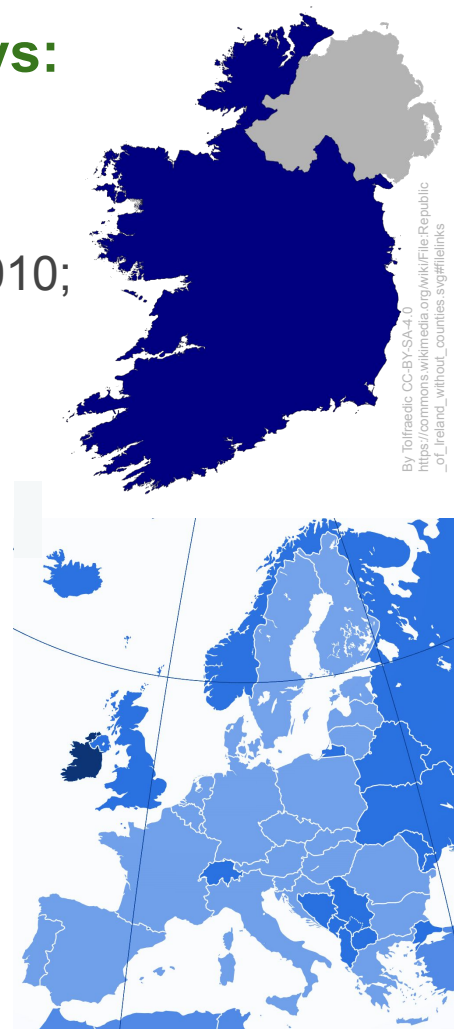 ys:
010;
By Tolfraedic CC-BY-SA-4.0
https://commons.wikimedia.org/wiki/File:Republic
_of_Ireland_without_counties.svg#filelinks